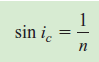 sin i_c = 1/n